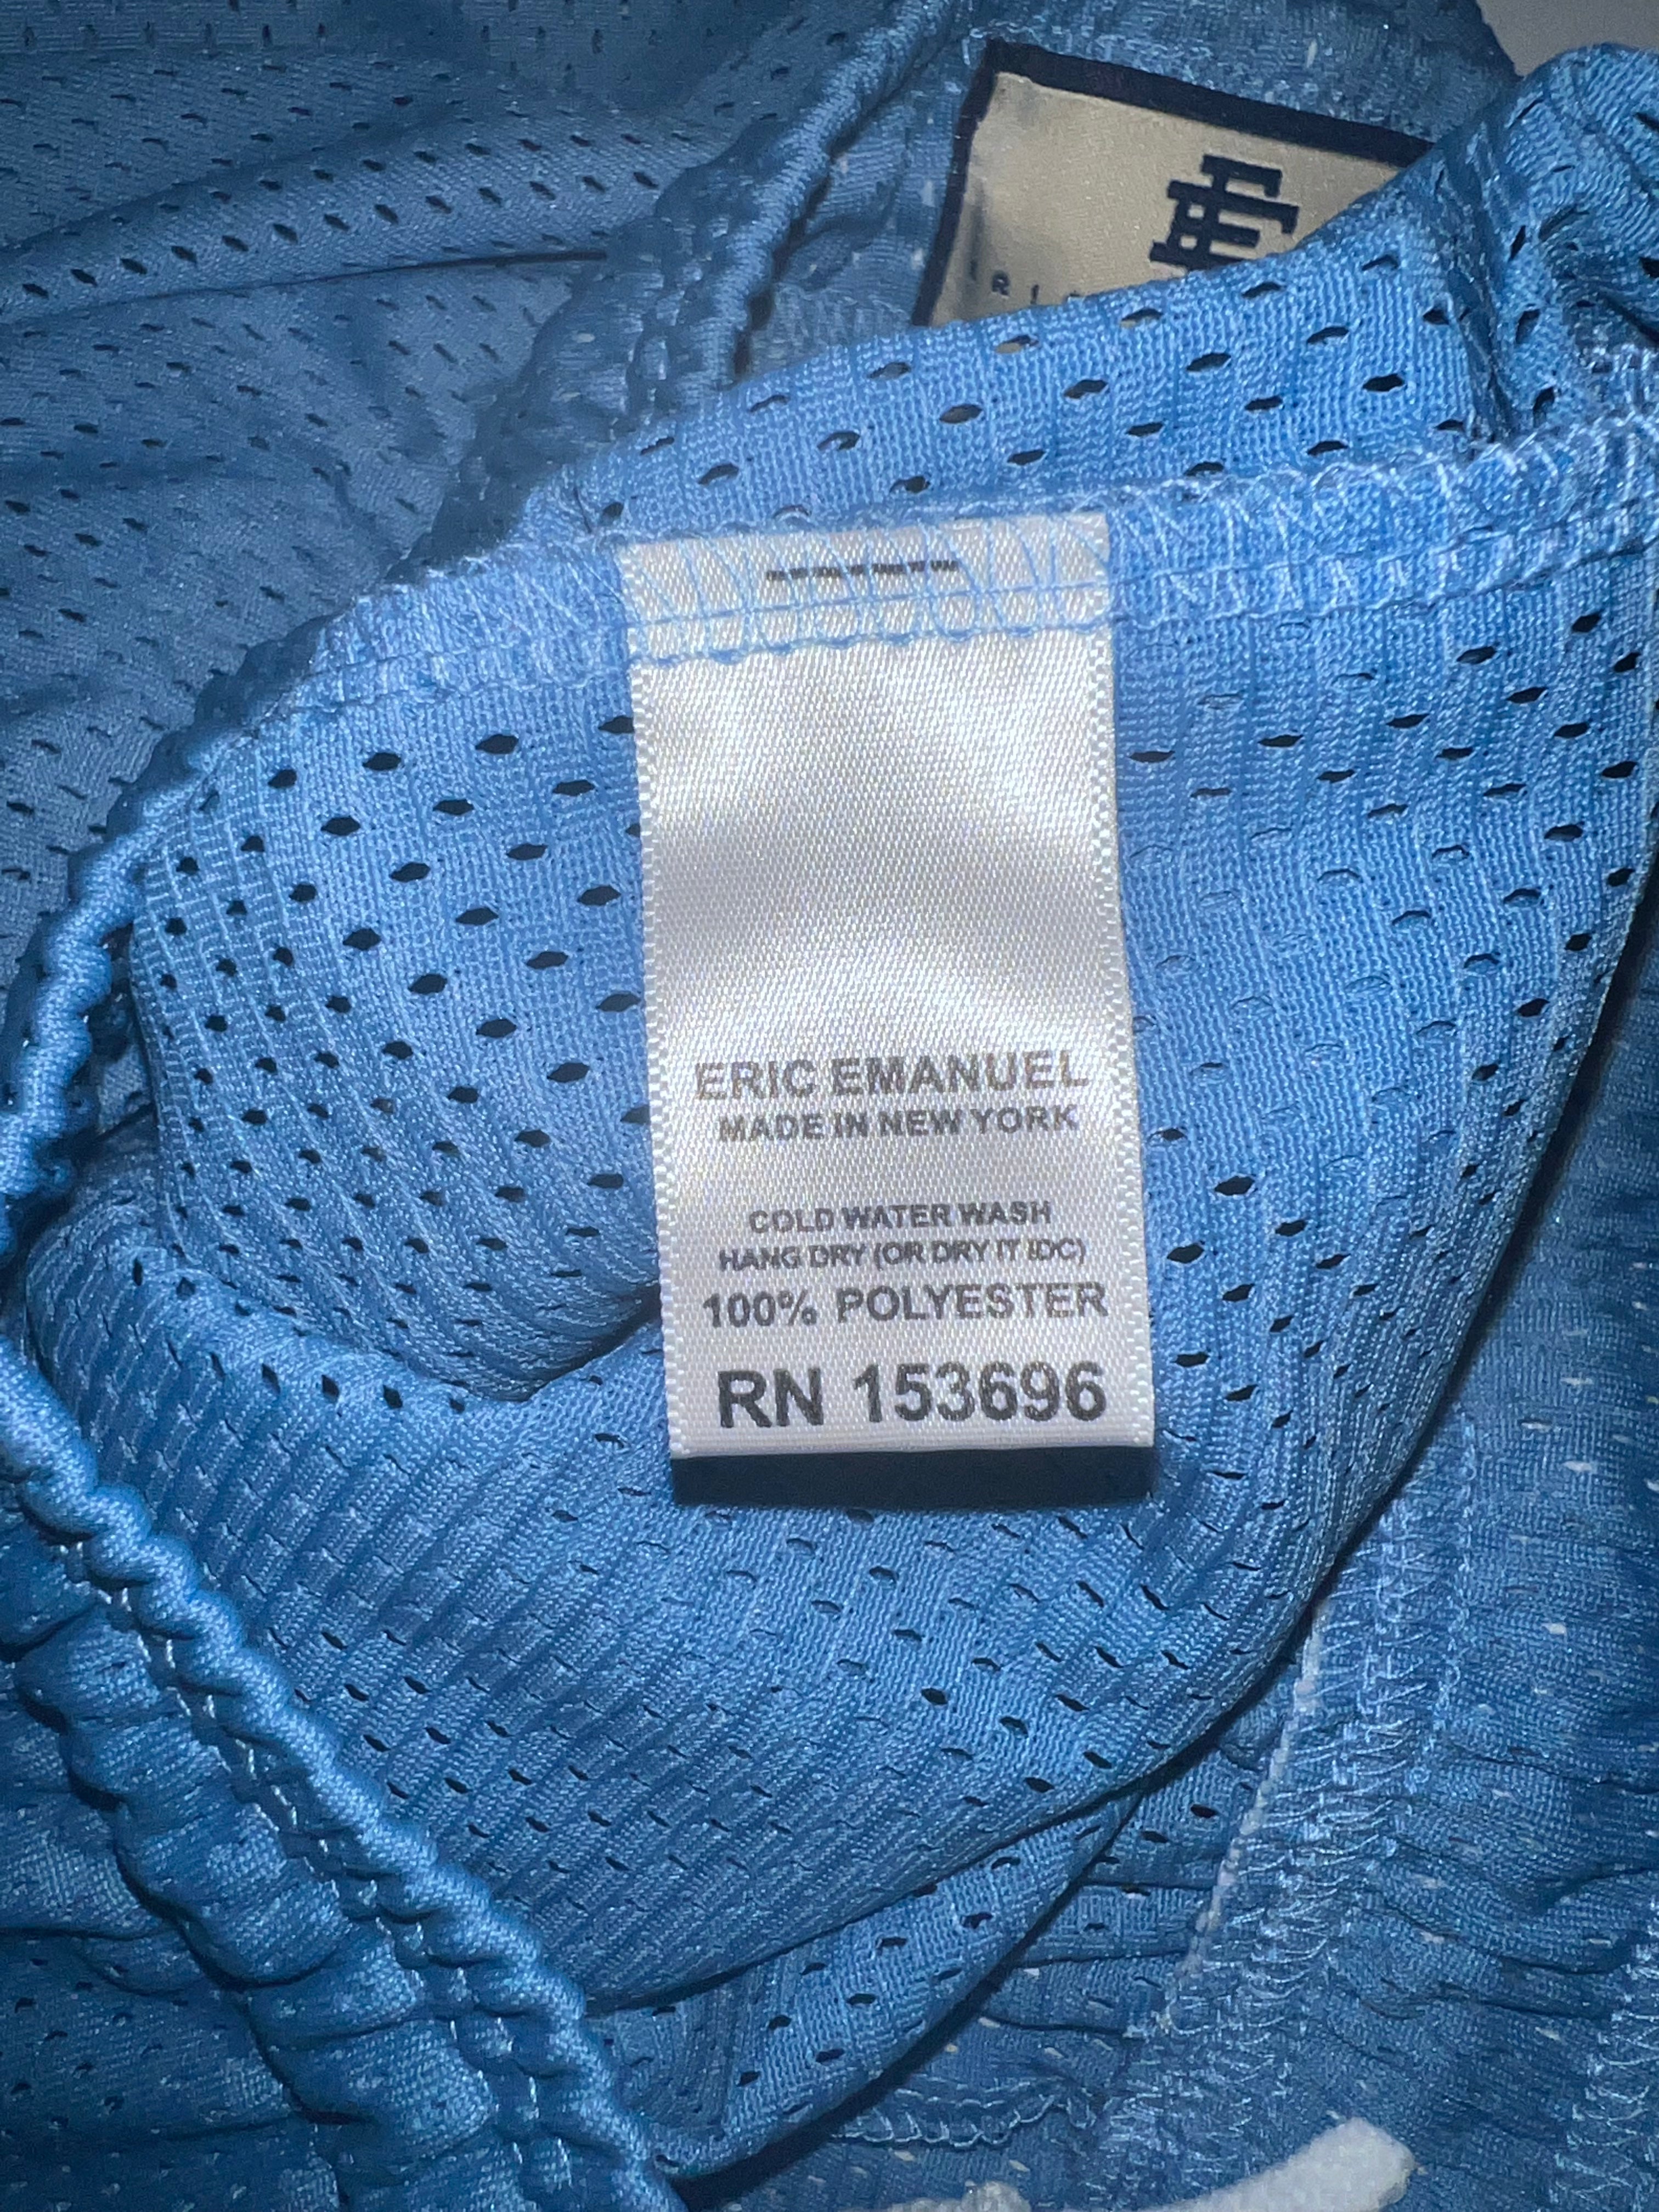 ERIC EMANUEL
MADE IN NEW YORK
COLD WATER WASH
HANG DRY (OR DRY IT IDC)
100% POLYESTER
RN 153696